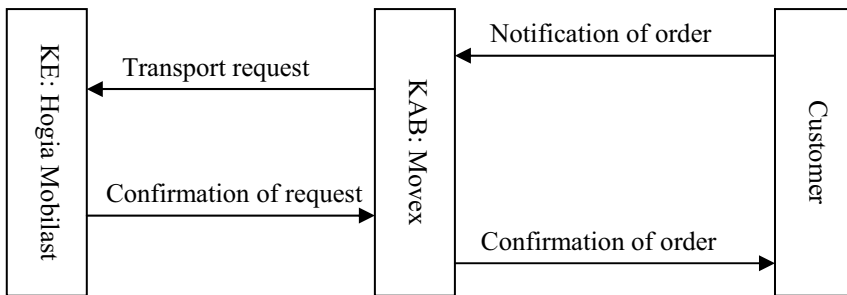 Notification of order
Transport request
KE: Hogia Mobilast
KAB: Movex
Customer
Confirmation of request
Confirmation of order